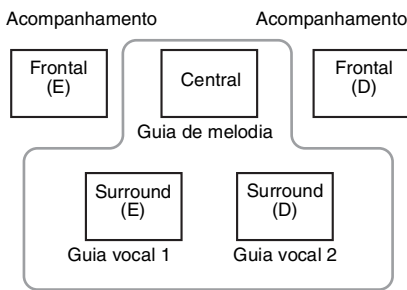 Acompanhamento Acompanhamento
Frontal
(E)
Central
Frontal
(D)
Guia de melodia
Surround
(E)
Surround
(D)
Guia vocal 1 Guia vocal 2